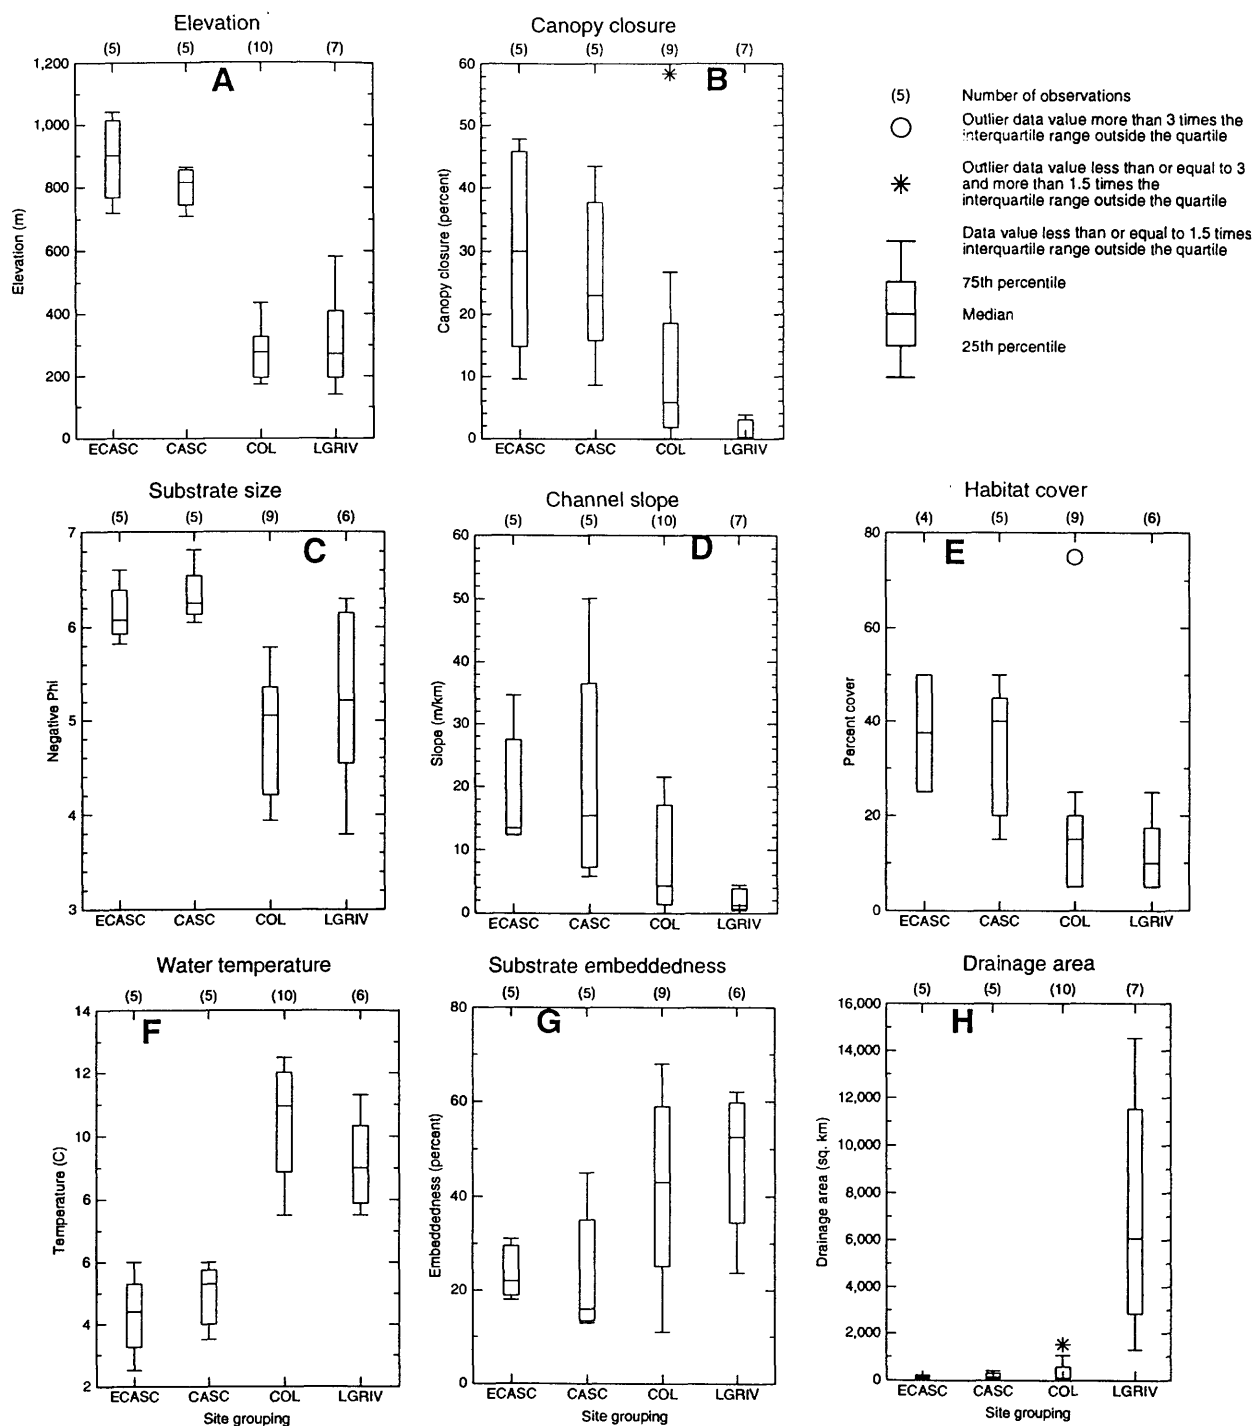 Elevation
(5) (5) (10) (7)
A
1,200
1,000
800
600
400
200
0
Elevation (m)
ECASC CASC COL LGRIV
Canopy closure
(5) (5) (9) (7)
B
60
50
40
30
20
10
0
Canopy closure (percent)
ECASC CASC COL LGRIV
(5) Number of observations
Outlier data value more than 3 times the
interquartile range outside the quartile
Outlier data value less than or equal to 3
and more than 1.5 times the
interquartile range outside the quartile
Data value less than or equal to 1.5 times
interquartile range outside the quartile
75th percentile
Median
25th percentile
Substrate size
(5) (5) (9) (6)
C
7
6
5
4
3
Negative Phi
ECASC CASC COL LGRIV
Channel slope
(5) (5) (10) (7)
D
60
50
40
30
20
10
0
Slope (m/km)
ECASC CASC COL LGRIV
Habitat cover
(4) (5) (9) (6)
E
80
60
40
20
0
Percent cover
ECASC CASC COL LGRIV
Water temperature
(5) (5) (10) (6)
F
14
12
10
8
6
4
2
Temperature (C)
ECASC CASC COL LGRIV
Site grouping
Substrate embeddedness
(5) (5) (9) (6)
G
80
60
40
20
0
Embeddedness (percent)
ECASC CASC COL LGRIV
Site grouping
Drainage area
(5) (5) (10) (7)
H
16,000
14,000
12,000
10,000
8,000
6,000
4,000
2,000
0
Drainage area (sq. km)
ECASC CASC COL LGRIV
Site grouping